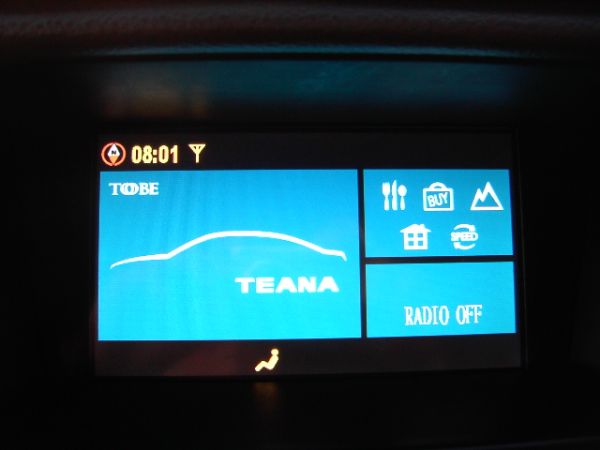 08:01
TOBE
TEANA
BUY
SPEED
RADIO OFF